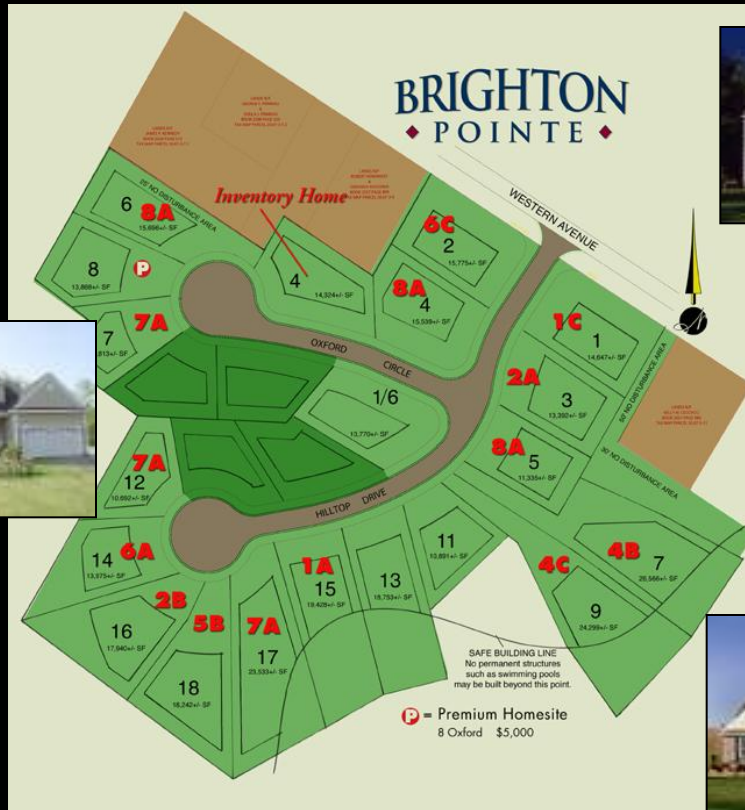 BRIGHTON
POINTE
WESTERN AVENUE
Inventory Home
25' NO DISTURBANCE AREA
6
8A
15,698+/- SF
8
13,868+/- SF
P
7
7A
4
14,324+/- SF
6C
2
15,775+/- SF
8A
4
15,539+/- SF
OXFORD CIRCLE
1C
1
14,647+/- SF
2A
3
13,392+/- SF
8A
5
11,335+/- SF
50' NO DISTURBANCE AREA
30' NO DISTURBANCE AREA
1/6
13,770+/- SF
HILLTOP DRIVE
7A
12
10,692+/- SF
6A
14
13,975+/- SF
2B
16
17,940+/- SF
5B
18
18,242+/- SF
7A
17
23,533+/- SF
1A
15
19,428+/- SF
13
18,793+/- SF
11
13,891+/- SF
4C
9
24,299+/- SF
4B
7
26,566+/- SF
SAFE BUILDING LINE
No permanent structures
such as swimming pools
may be built beyond this point.
P = Premium Homesite
8 Oxford $5,000